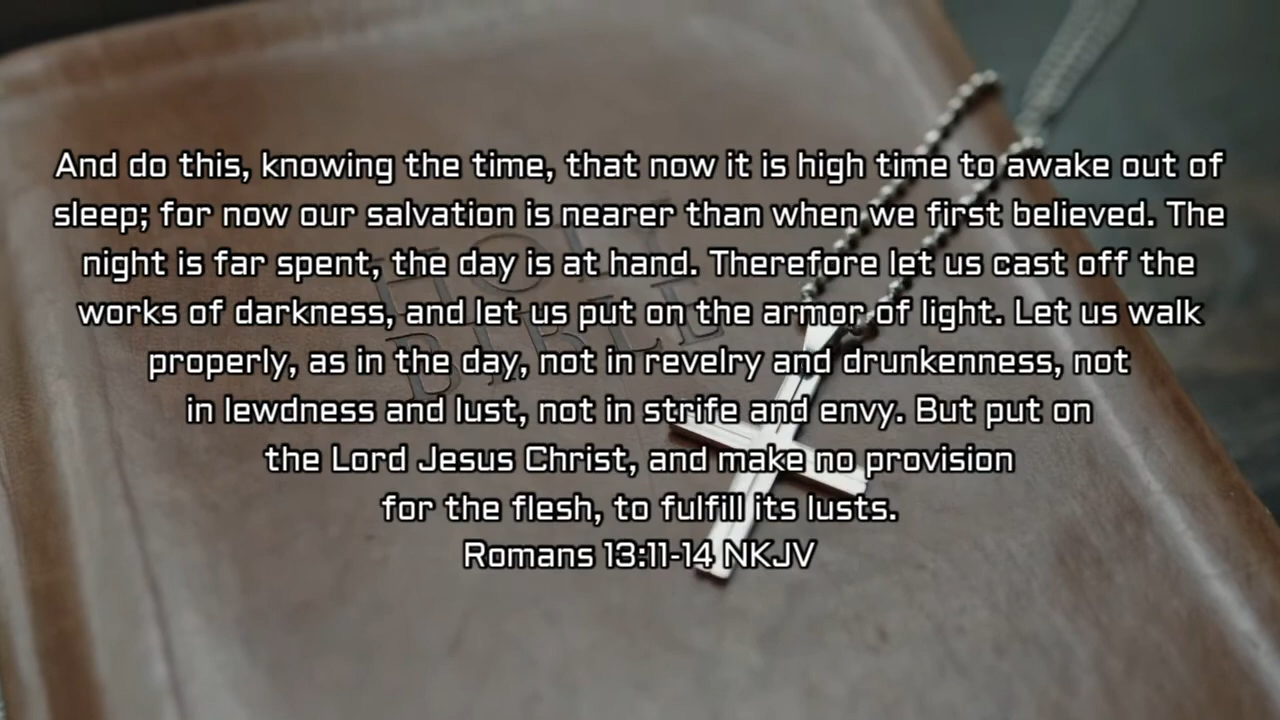 And do this, knowing the time, that now it is high time to awake out of
sleep; for now our salvation is nearer than when we first believed. The
night is far spent, the day is at hand. Therefore let us cast off the
works of darkness, and let us put on the armor of light. Let us walk
properly, as in the day, not in revelry and drunkenness, not
in lewdness and lust, not in strife and envy. But put on
the Lord Jesus Christ, and make no provision
for the flesh, to fulfill its lusts.
Romans 13:11-14 NKJV
HOLY
BIBLE